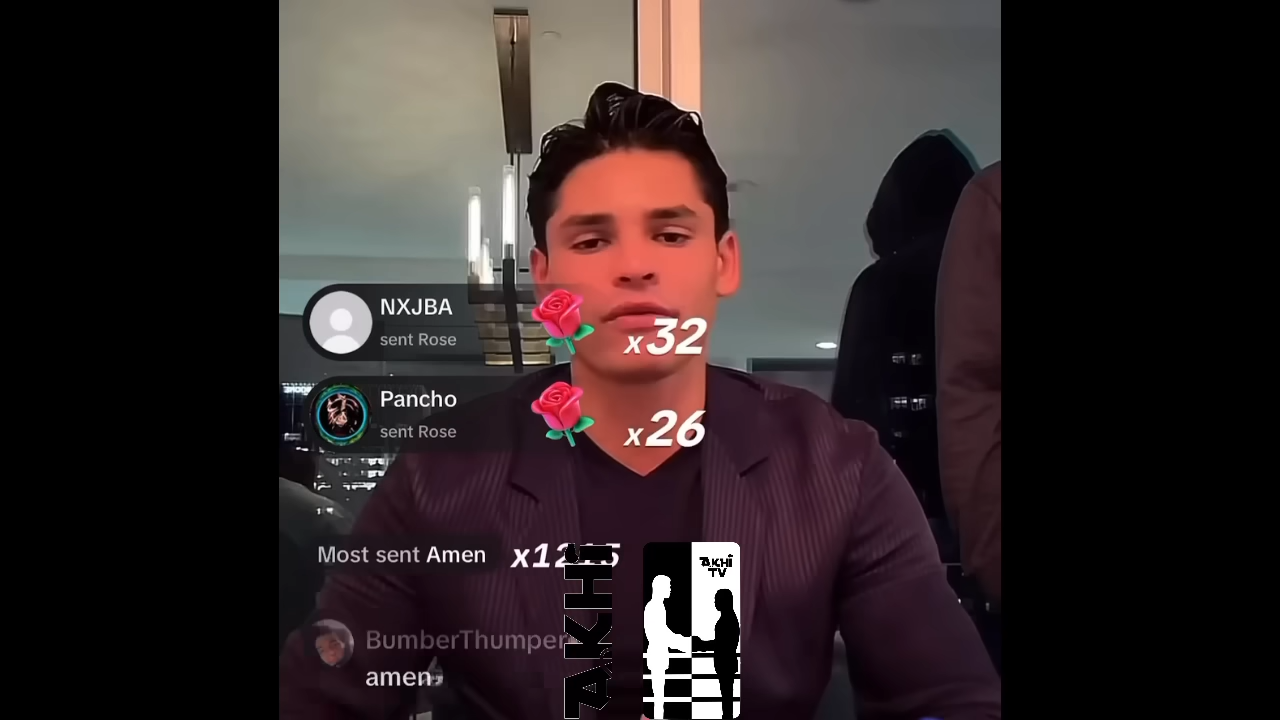 NXJBA
sent Rose
x32
Pancho
sent Rose
x26
Most sent Amen
AKHI
TV
BumberThumper
amen
AKHI